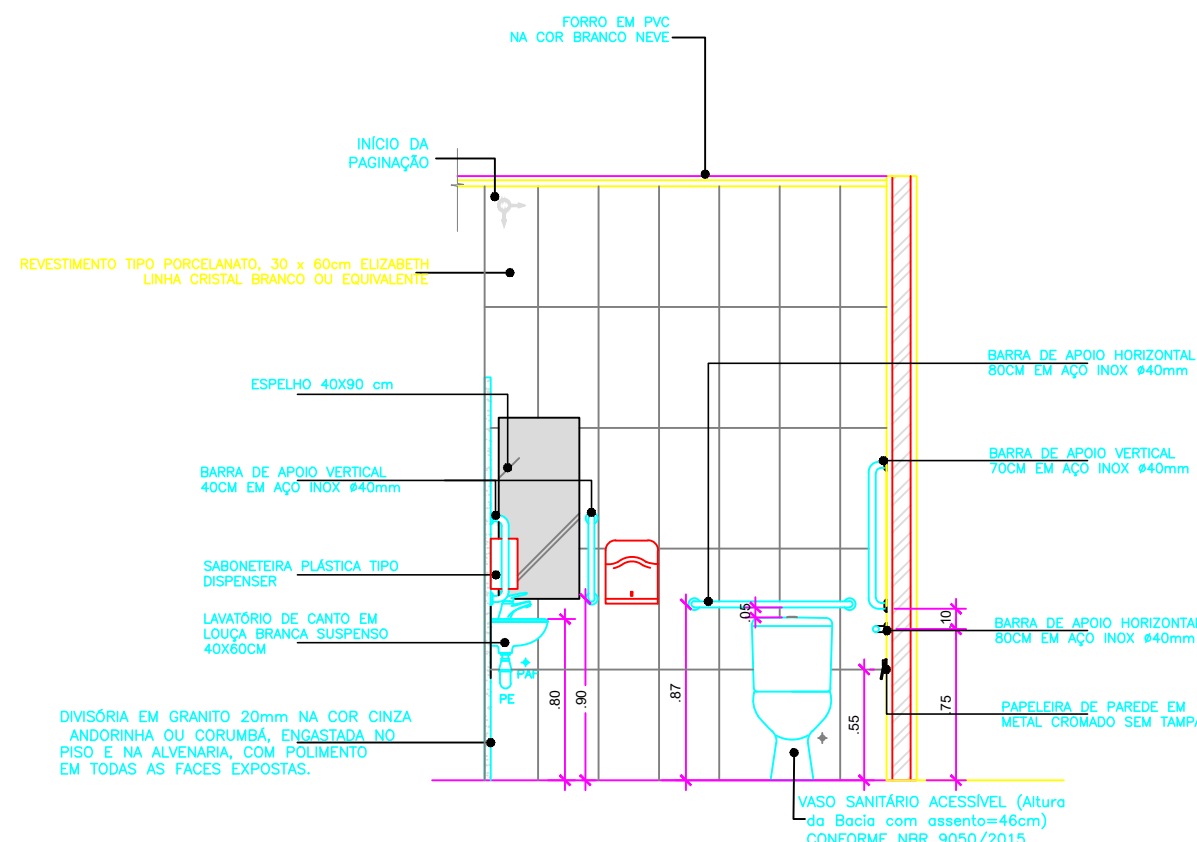 FORRO EM PVC
NA COR BRANCO NEVE
INÍCIO DA
PAGINAÇÃO
REVESTIMENTO TIPO PORCELANATO, 30 x 60cm ELIZABETH
LINHA CRISTAL BRANCO OU EQUIVALENTE
BARRA DE APOIO HORIZONTAL
80CM EM AÇO INOX ø40mm
ESPELHO 40X90 cm
BARRA DE APOIO VERTICAL
70CM EM AÇO INOX ø40mm
BARRA DE APOIO VERTICAL
40CM EM AÇO INOX ø40mm
SABONETEIRA PLÁSTICA TIPO
DISPENSER
LAVATÓRIO DE CANTO EM
LOUÇA BRANCA SUSPENSO
40X60CM
BARRA DE APOIO HORIZONTAL
80CM EM AÇO INOX ø40mm
PAF
PE
.80
.90
.87
.05
.55
.10
.75
PAPELEIRA DE PAREDE EM
METAL CROMADO SEM TAMPA
DIVISÓRIA EM GRANITO 20mm NA COR CINZA
ANDORINHA OU CORUMBÁ, ENGASTADA NO
PISO E NA ALVENARIA, COM POLIMENTO
EM TODAS AS FACES EXPOSTAS.
VASO SANITÁRIO ACESSÍVEL (Altura
da Bacia com assento=46cm)
CONFORME NBR 9050/2015